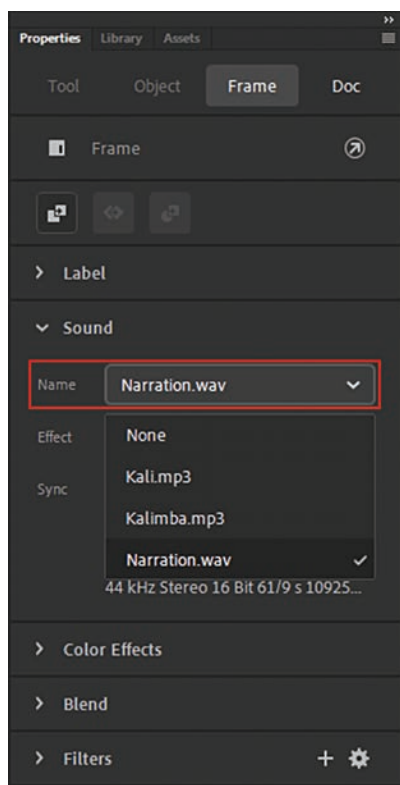 Properties Library Assets
Tool Object Frame Doc
Frame
Label
Sound
Name Narration.wav
Effect None
Kali.mp3
Sync
Kalimba.mp3
Narration.wav
44 kHz Stereo 16 Bit 61/9 s 10925...
Color Effects
Blend
Filters